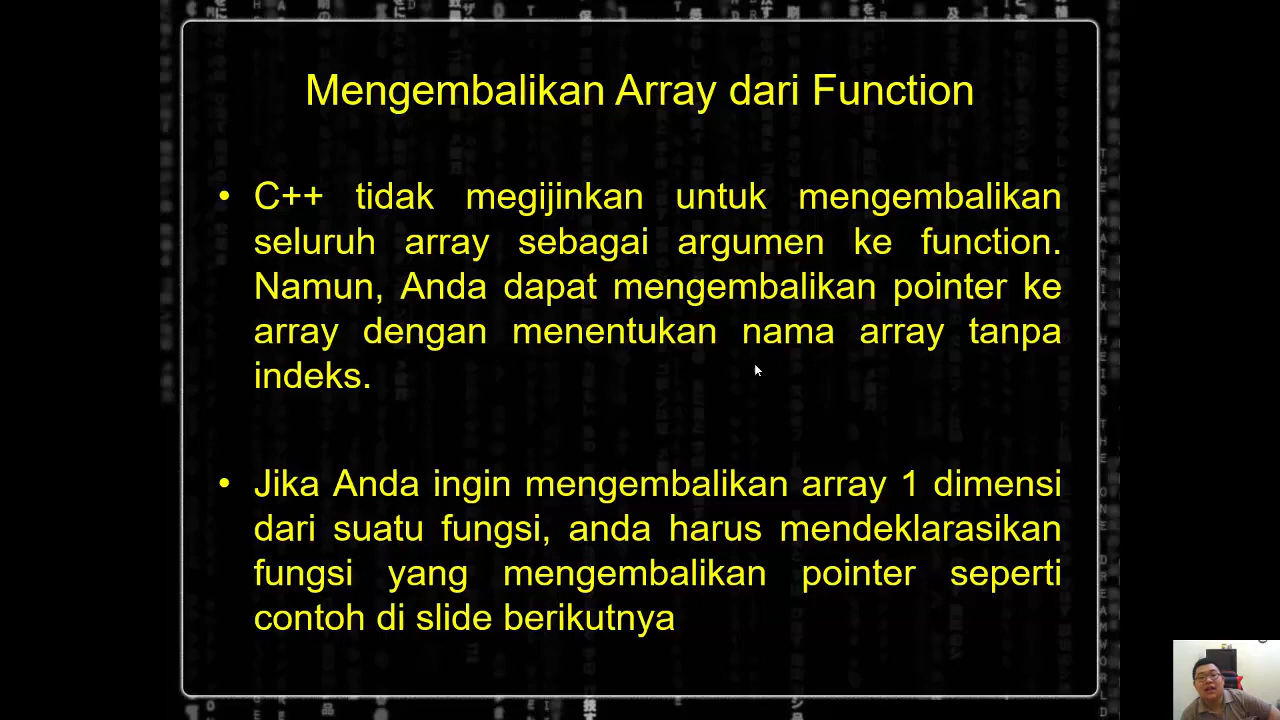 Mengembalikan Array dari Function
• C++ tidak megijinkan untuk mengembalikan
seluruh array sebagai argumen ke function.
Namun, Anda dapat mengembalikan pointer ke
array dengan menentukan nama array tanpa
indeks.
• Jika Anda ingin mengembalikan array 1 dimensi
dari suatu fungsi, anda harus mendeklarasikan
fungsi yang mengembalikan pointer seperti
contoh di slide berikutnya